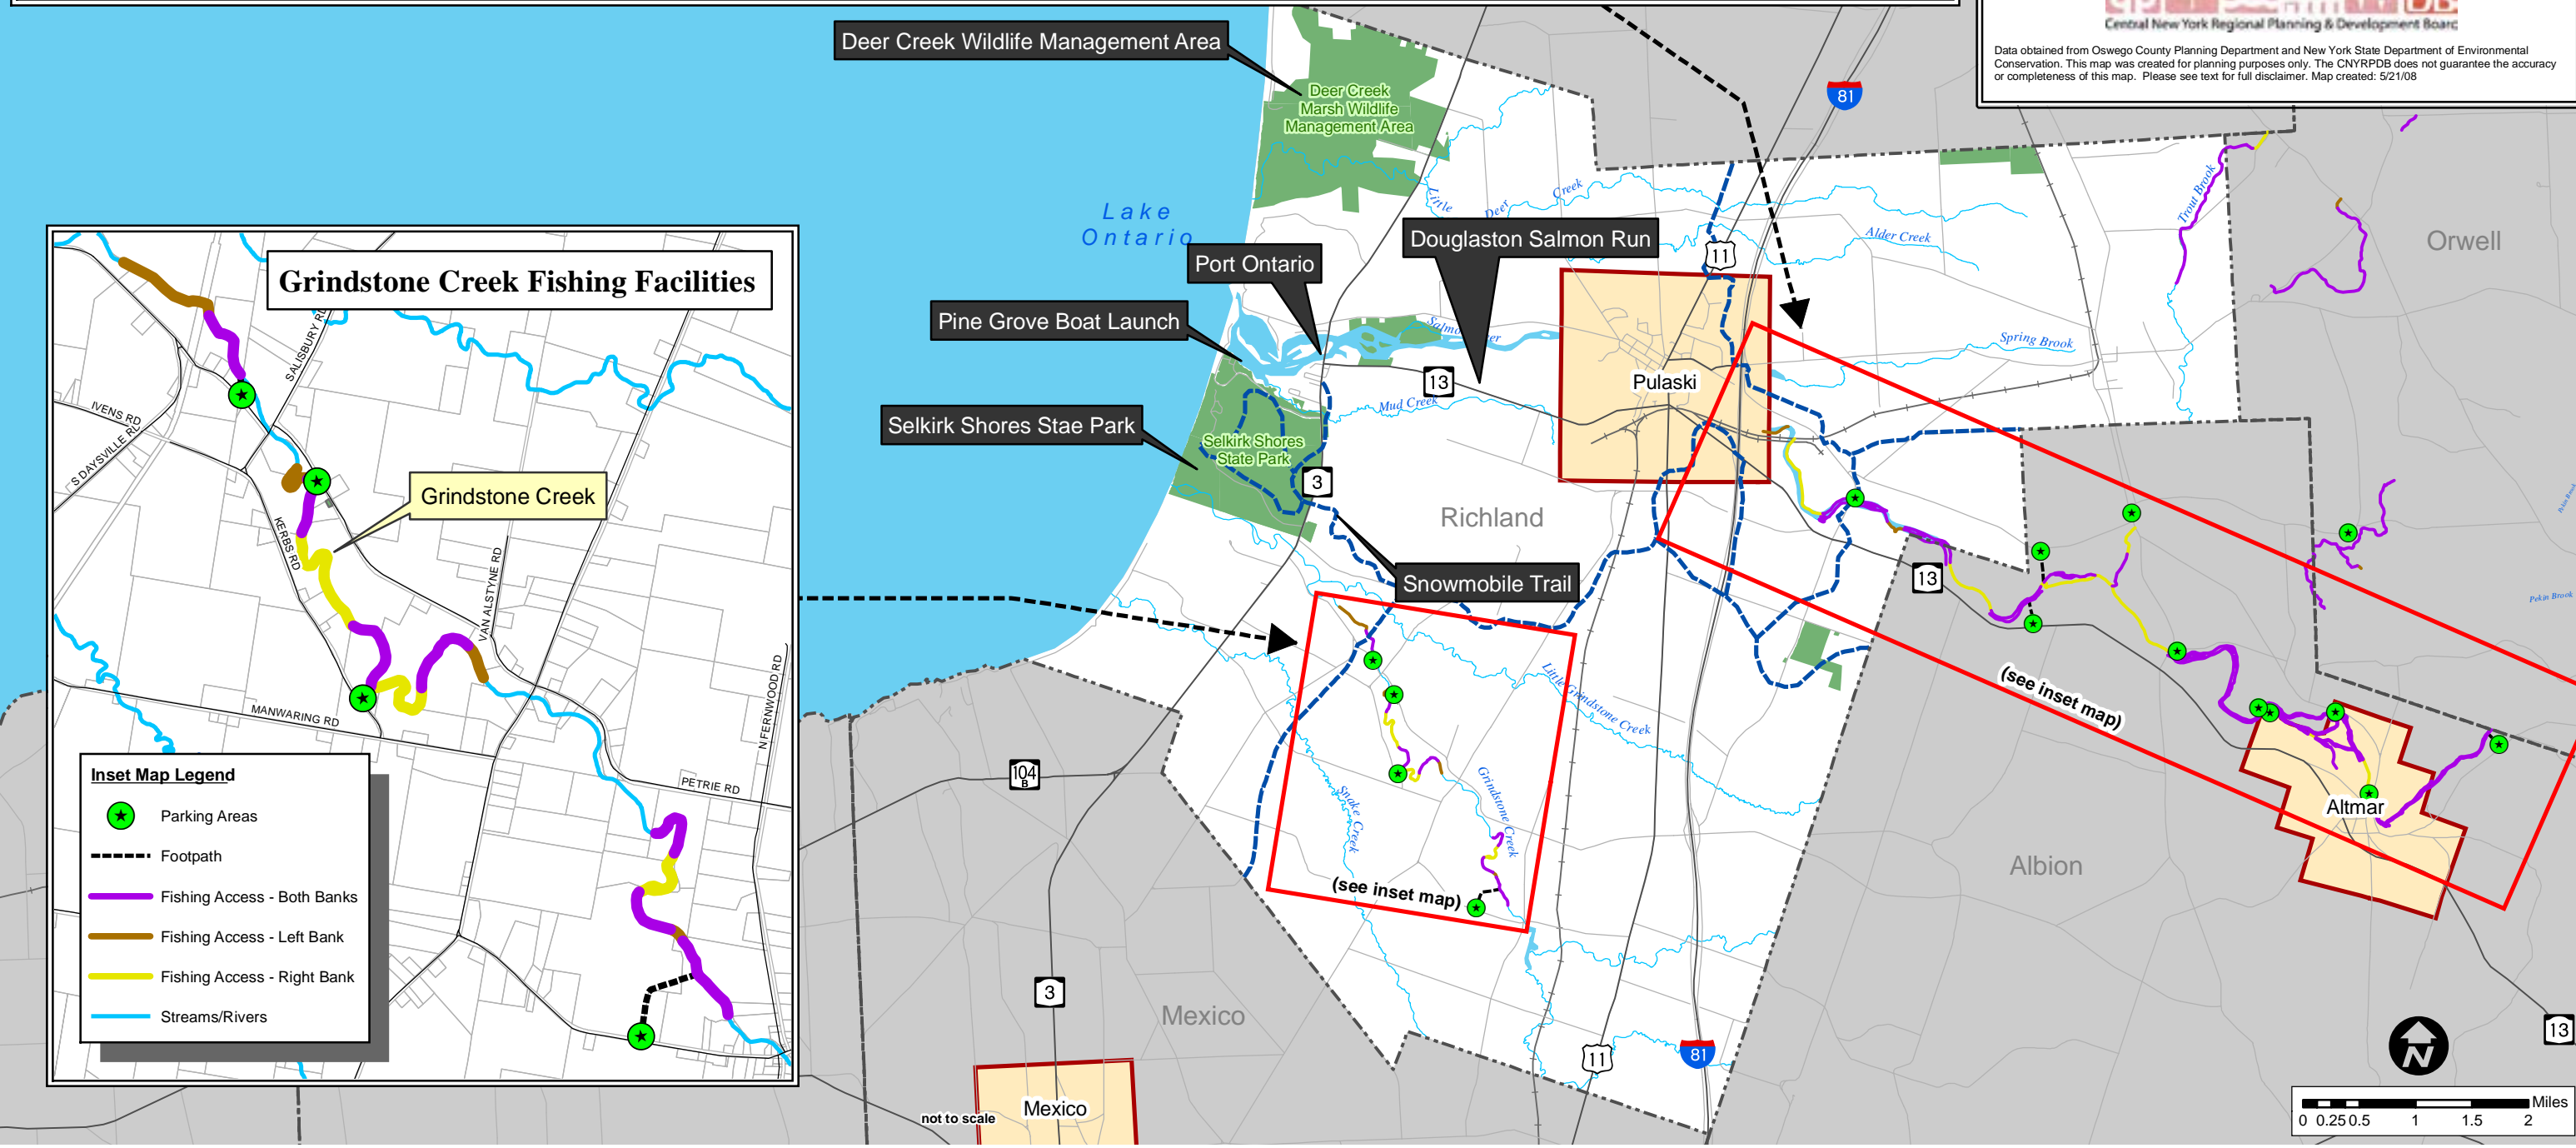 Central New York Regional Planning & Development Board
Data obtained from Oswego County Planning Department and New York State Department of Environmental
Conservation. This map was created for planning purposes only. The CNYRPDB does not guarantee the accuracy
or completeness of this map. Please see text for full disclaimer. Map created: 5/21/08
Deer Creek Wildlife Management Area
Deer Creek
Marsh Wildlife
Management Area
81
Lake
Ontario
Little
Deer
Creek
Trout Brook
Orwell
Douglaston Salmon Run
11
Alder Creek
Port Ontario
Pine Grove Boat Launch
Spring Brook
13
Pulaski
Mud Creek
Selkirk Shores Stae Park
Selkirk Shores
State Park
3
Richland
Snowmobile Trail
13
Pekin Brook
Little Grindstone Creek
(see inset map)
104
B
Snake Creek
Grindstone Creek
(see inset map)
Altmar
Albion
3
Mexico
11
81
13
N
not to scale
Mexico
Miles
0 0.25 0.5 1 1.5 2
Grindstone Creek Fishing Facilities
SALISBURY RD
IVENS RD
S DAYSVILLE RD
Grindstone Creek
KERBS RD
VAN ALSTYNE RD
N FERNWOOD RD
MANWARING RD
PETRIE RD
Inset Map Legend
Parking Areas
Footpath
Fishing Access - Both Banks
Fishing Access - Left Bank
Fishing Access - Right Bank
Streams/Rivers